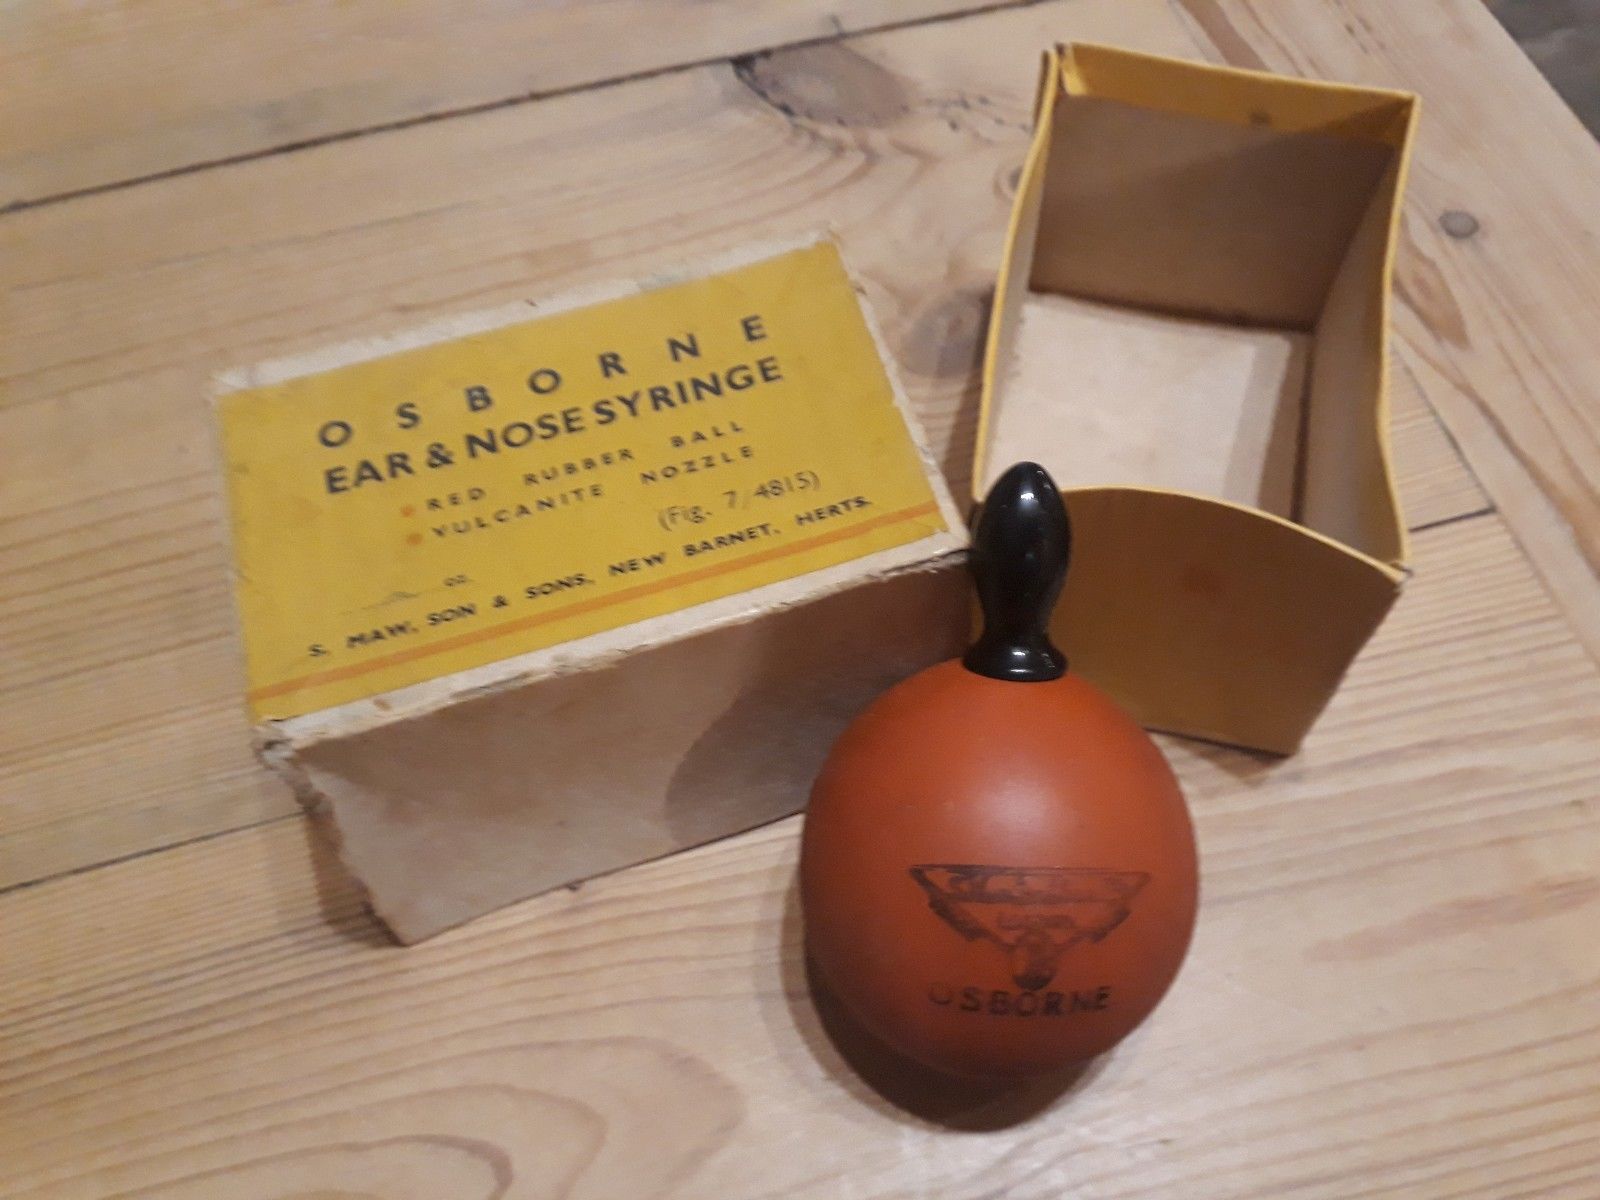 OSBORNE
EAR & NOSE SYRINGE
RED RUBBER BALL
VULCANITE NOZZLE
(Fig. 7/4815)
OZ.
S. MAW, SON & SONS, NEW BARNET, HERTS.
OSBORNE